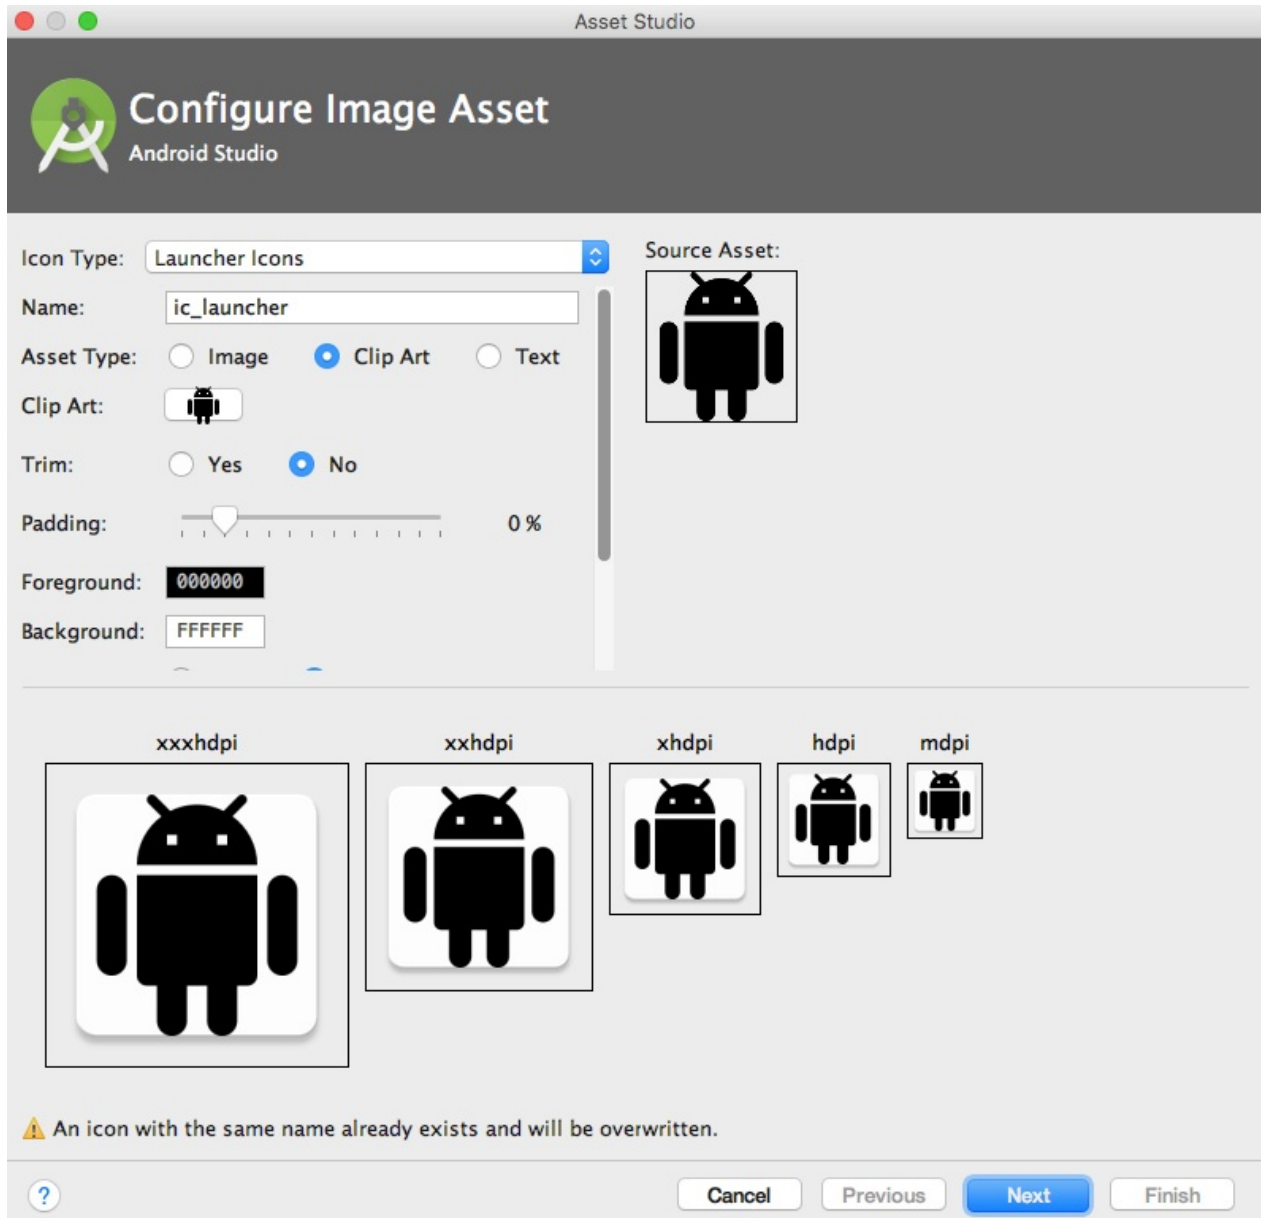 Asset Studio
Configure Image Asset
Android Studio
Icon Type: Launcher Icons
Source Asset:
Name: ic_launcher
Asset Type: Image Clip Art Text
Clip Art:
Trim: Yes No
Padding: 0 %
Foreground: 000000
Background: FFFFFF
xxxhdpi xxhdpi xhdpi hdpi mdpi
An icon with the same name already exists and will be overwritten.
? Cancel Previous Next Finish